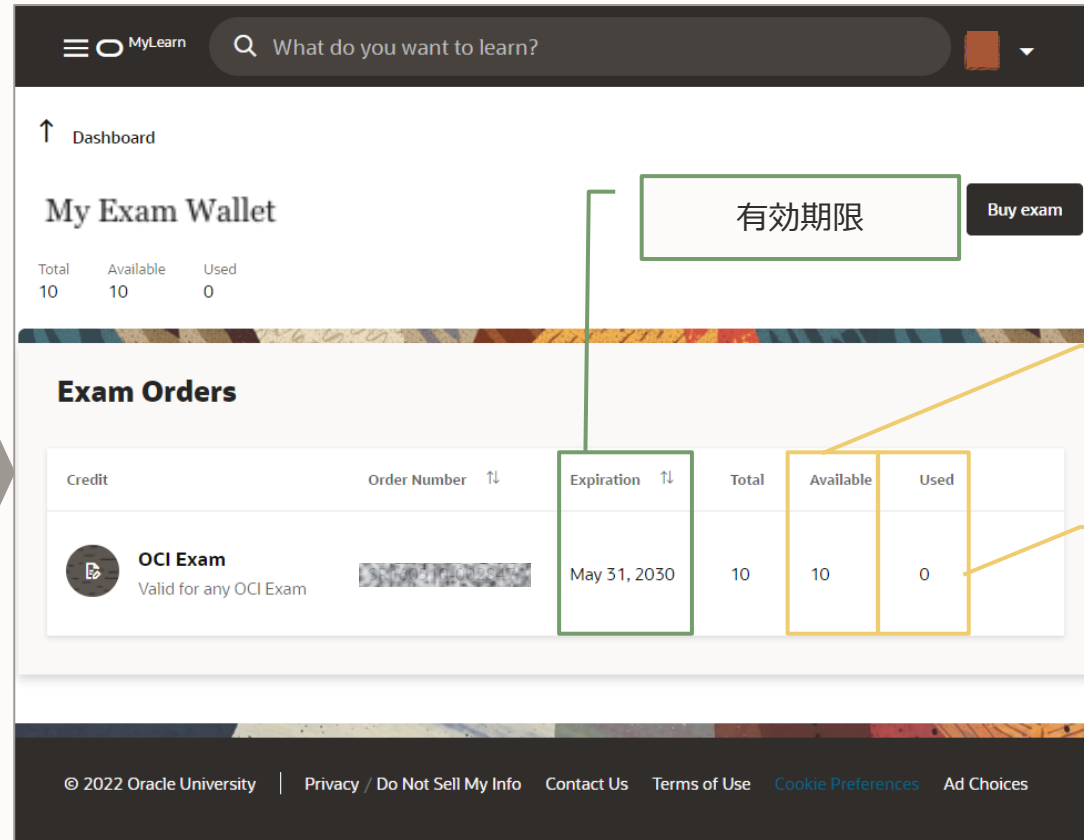 MyLearn What do you want to learn?
Dashboard
My Exam Wallet
有効期限
Buy exam
Total Available Used
10 10 0
Exam Orders
Credit Order Number Expiration Total Available Used
OCI Exam
Valid for any OCI Exam
May 31, 2030 10 10 0
© 2022 Oracle University | Privacy / Do Not Sell My Info Contact Us Terms of Use Cookie Preferences Ad Choices